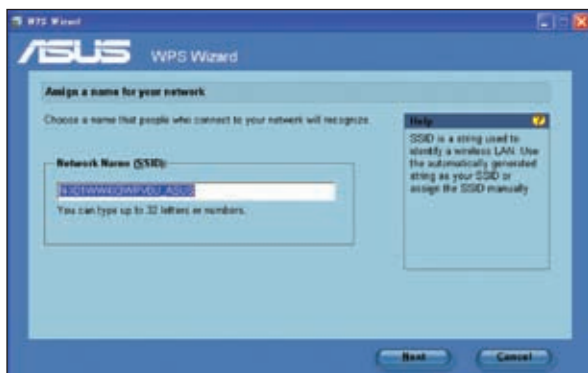 WPS Wizard
ASUS WPS Wizard
Assign a name for your network
Choose a name that people who connect to your network will recognize.
Network Name (SSID):
You can type up to 32 letters or numbers.
Help
SSID is a string used to
identify a wireless LAN. Use
the automatically generated
string as your SSID or
assign the SSID manually
Next
Cancel